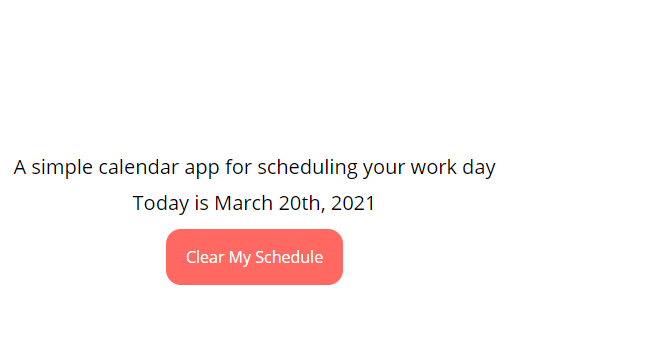 A simple calendar app for scheduling your work day
Today is March 20th, 2021
Clear My Schedule